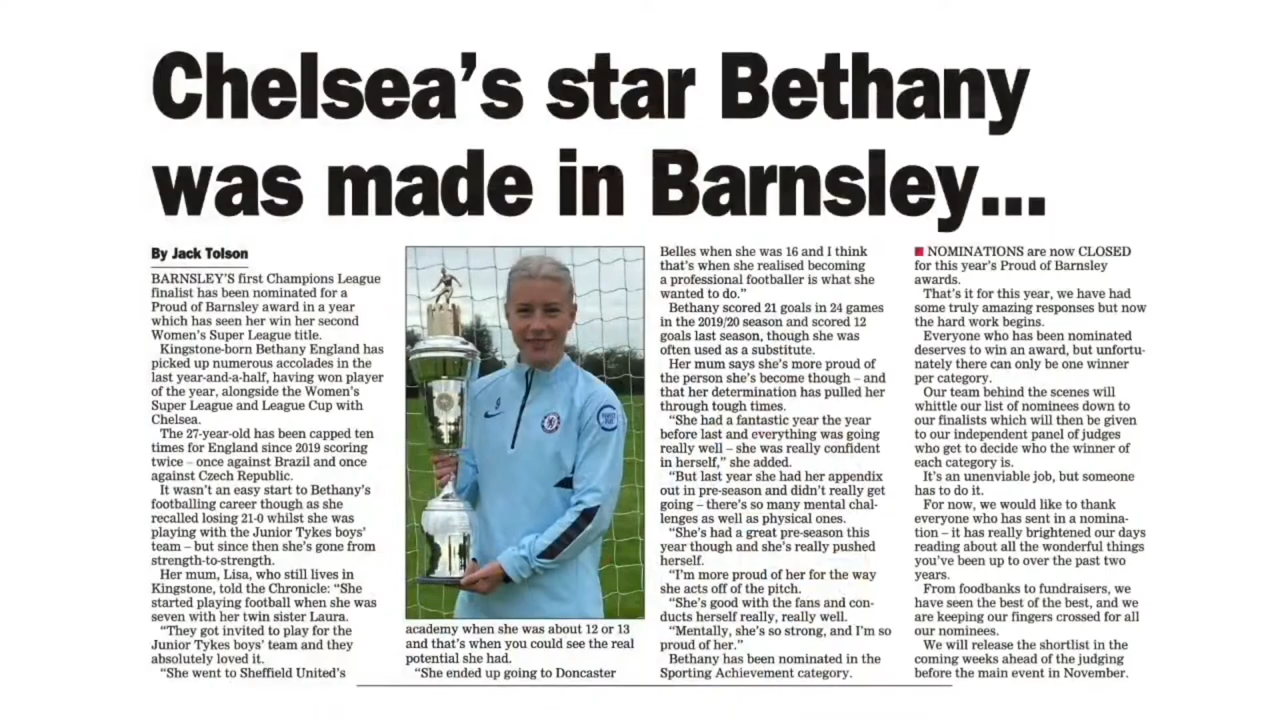 Chelsea's star Bethany
was made in Barnsley...
By Jack Tolson
BARNSLEY'S first Champions League
finalist has been nominated for a
Proud of Barnsley award in a year
which has seen her win her second
Women's Super League title.
Kingstone-born Bethany England has
picked up numerous accolades in the
last year-and-a-half, having won player
of the year, alongside the Women's
Super League and League Cup with
Chelsea.
The 27-year-old has been capped ten
times for England since 2019 scoring
twice – once against Brazil and once
against Czech Republic.
It wasn't an easy start to Bethany's
footballing career though as she
recalled losing 21-0 whilst she was
playing with the Junior Tykes boys'
team – but since then she's gone from
strength-to-strength.
Her mum, Lisa, who still lives in
Kingstone, told the Chronicle: "She
started playing football when she was
seven with her twin sister Laura.
"They got invited to play for the
Junior Tykes boys' team and they
absolutely loved it.
"She went to Sheffield United's
9
academy when she was about 12 or 13
and that's when you could see the real
potential she had.
"She ended up going to Doncaster
Belles when she was 16 and I think
that's when she realised becoming
a professional footballer is what she
wanted to do."
Bethany scored 21 goals in 24 games
in the 2019/20 season and scored 12
goals last season, though she was
often used as a substitute.
Her mum says she's more proud of
the person she's become though – and
that her determination has pulled her
through tough times.
"She had a fantastic year the year
before last and everything was going
really well – she was really confident
in herself," she added.
"But last year she had her appendix
out in pre-season and didn't really get
going – there's so many mental chal-
lenges as well as physical ones.
"She's had a great pre-season this
year though and she's really pushed
herself.
"I'm more proud of her for the way
she acts off of the pitch.
"She's good with the fans and con-
ducts herself really, really well.
"Mentally, she's so strong, and I'm so
proud of her."
Bethany has been nominated in the
Sporting Achievement category.
NOMINATIONS are now CLOSED
for this year's Proud of Barnsley
awards.
That's it for this year, we have had
some truly amazing responses but now
the hard work begins.
Everyone who has been nominated
deserves to win an award, but unfortu-
nately there can only be one winner
per category.
Our team behind the scenes will
whittle our list of nominees down to
our finalists which will then be given
to our independent panel of judges
who get to decide who the winner of
each category is.
It's an unenviable job, but someone
has to do it.
For now, we would like to thank
everyone who has sent in a nomina-
tion – it has really brightened our days
reading about all the wonderful things
you've been up to over the past two
years.
From foodbanks to fundraisers, we
have seen the best of the best, and we
are keeping our fingers crossed for all
our nominees.
We will release the shortlist in the
coming weeks ahead of the judging
before the main event in November.